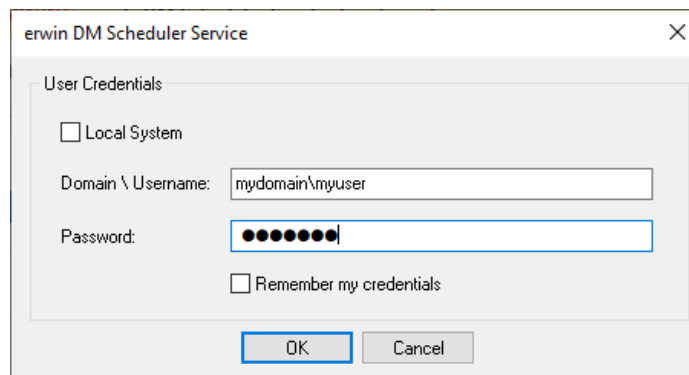 erwin DM Scheduler Service
User Credentials
Local System
Domain \ Username: mydomain\myuser
Password: ●●●●●●●
Remember my credentials
OK Cancel